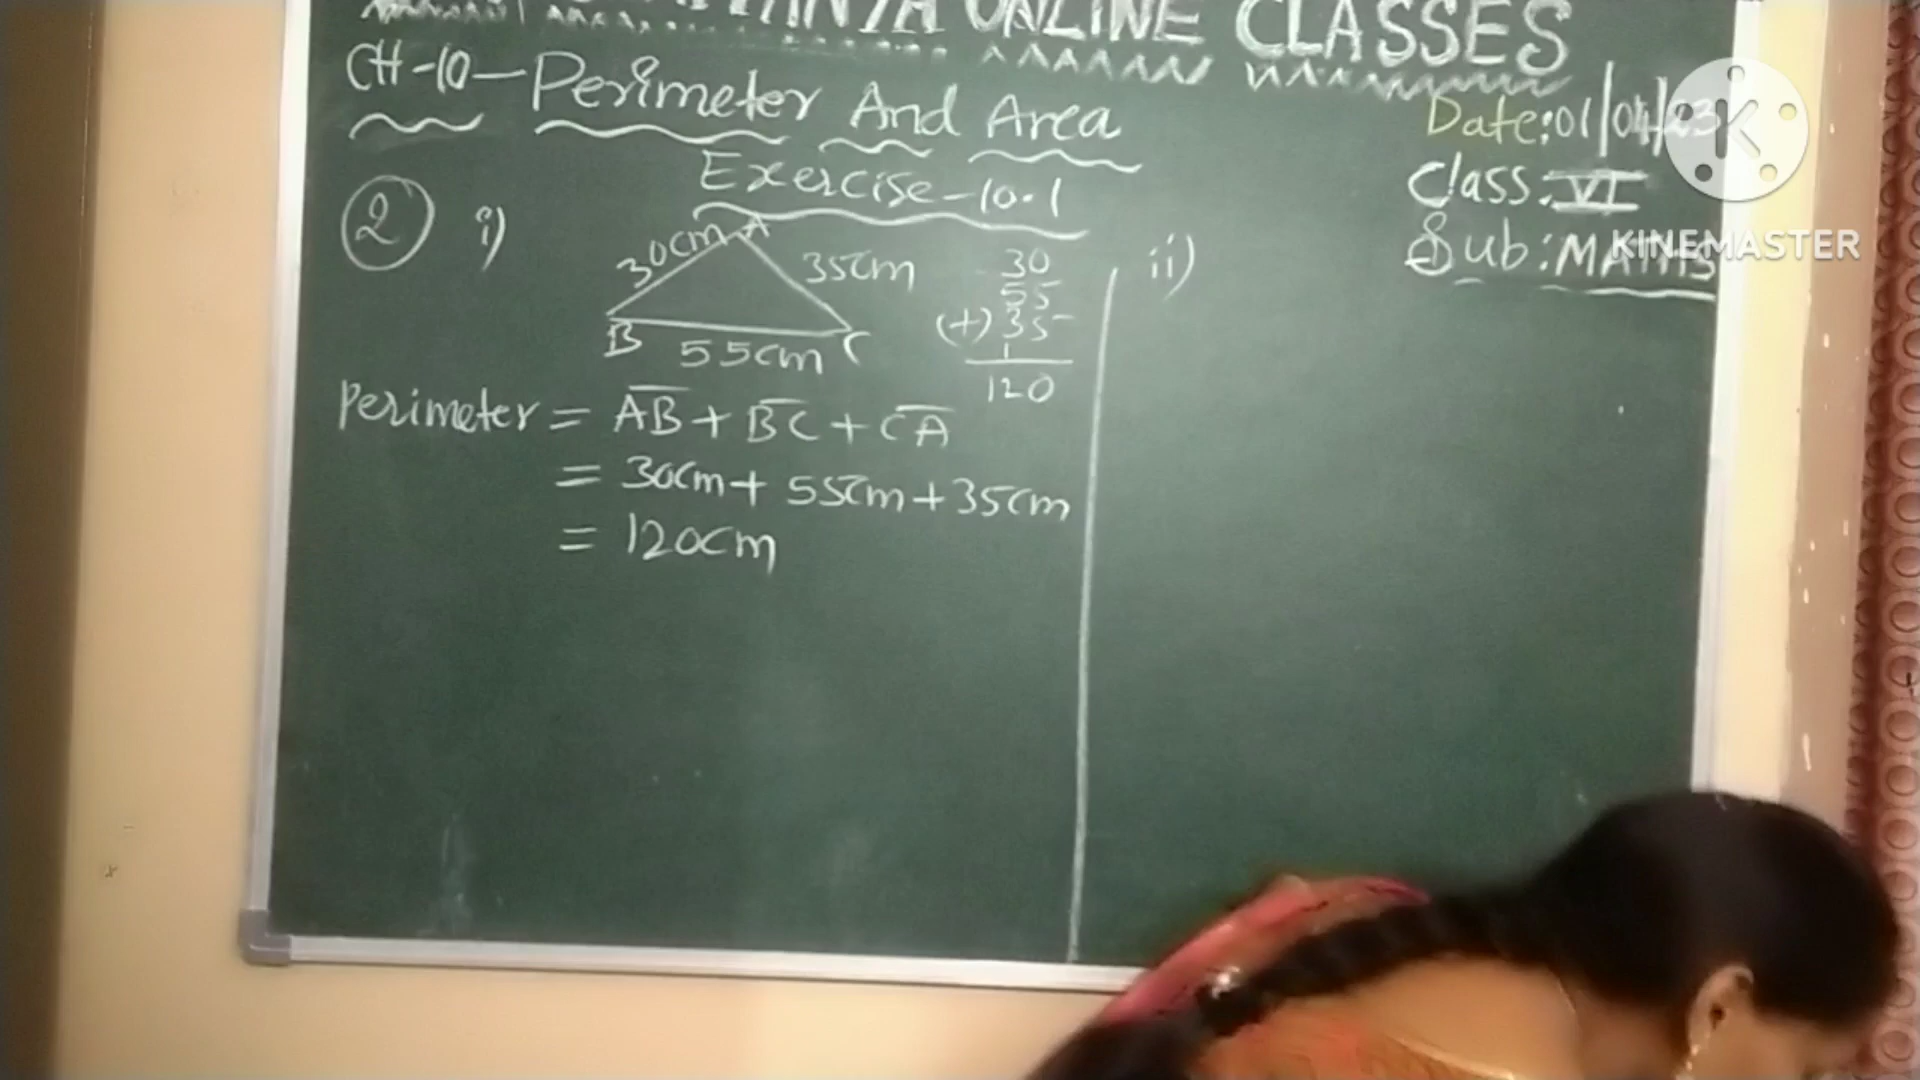 ONLINE CLASSES
CH-10-Perimeter And Area
Date:01/04/23
Class:VI
Sub:MATHS
K
KINEMASTER
Exercise-10.1
2 i)
A
30cm
35cm
B
C
55cm
30
55
(+)35
1
120
Perimeter = AB + BC + CA
= 30cm + 55cm + 35cm
= 120cm
ii)